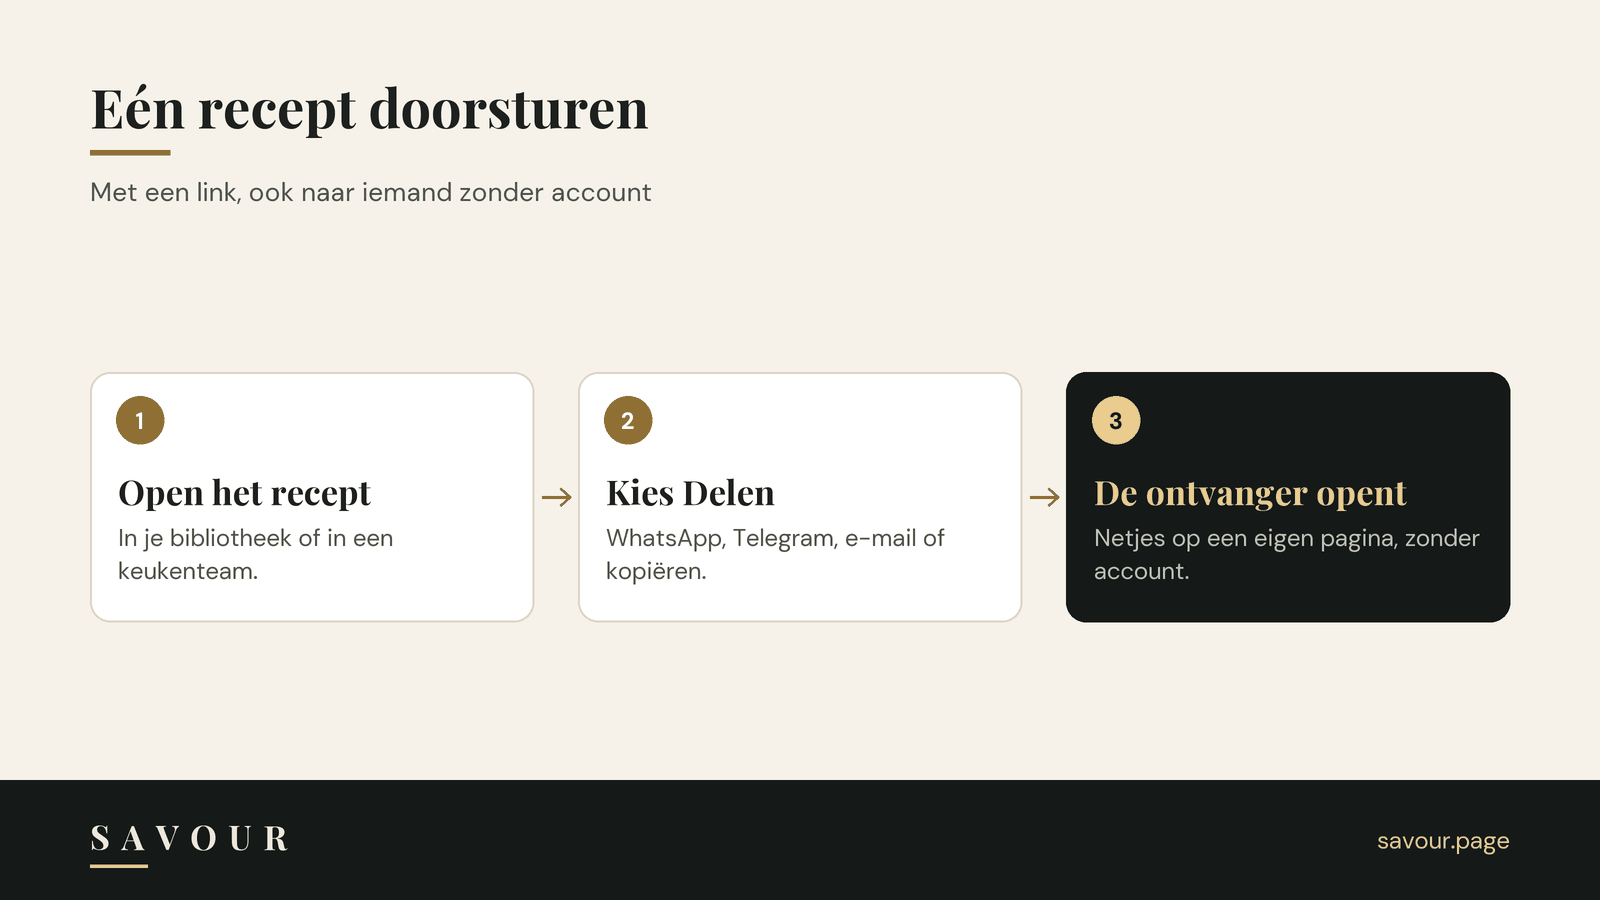 Eén recept doorsturen
Met een link, ook naar iemand zonder account
1
Open het recept
In je bibliotheek of in een
keukenteam.
2
Kies Delen
WhatsApp, Telegram, e-mail of
kopiëren.
3
De ontvanger opent
Netjes op een eigen pagina, zonder
account.
SAVOUR
savour.page